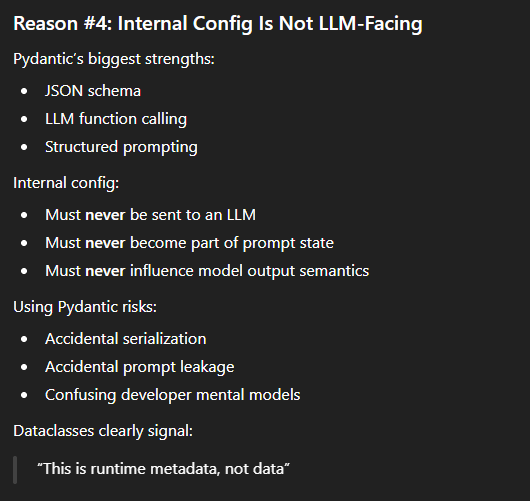 Reason #4: Internal Config Is Not LLM-Facing
Pydantic’s biggest strengths:
• JSON schema
• LLM function calling
• Structured prompting
Internal config:
• Must never be sent to an LLM
• Must never become part of prompt state
• Must never influence model output semantics
Using Pydantic risks:
• Accidental serialization
• Accidental prompt leakage
• Confusing developer mental models
Dataclasses clearly signal:
“This is runtime metadata, not data”